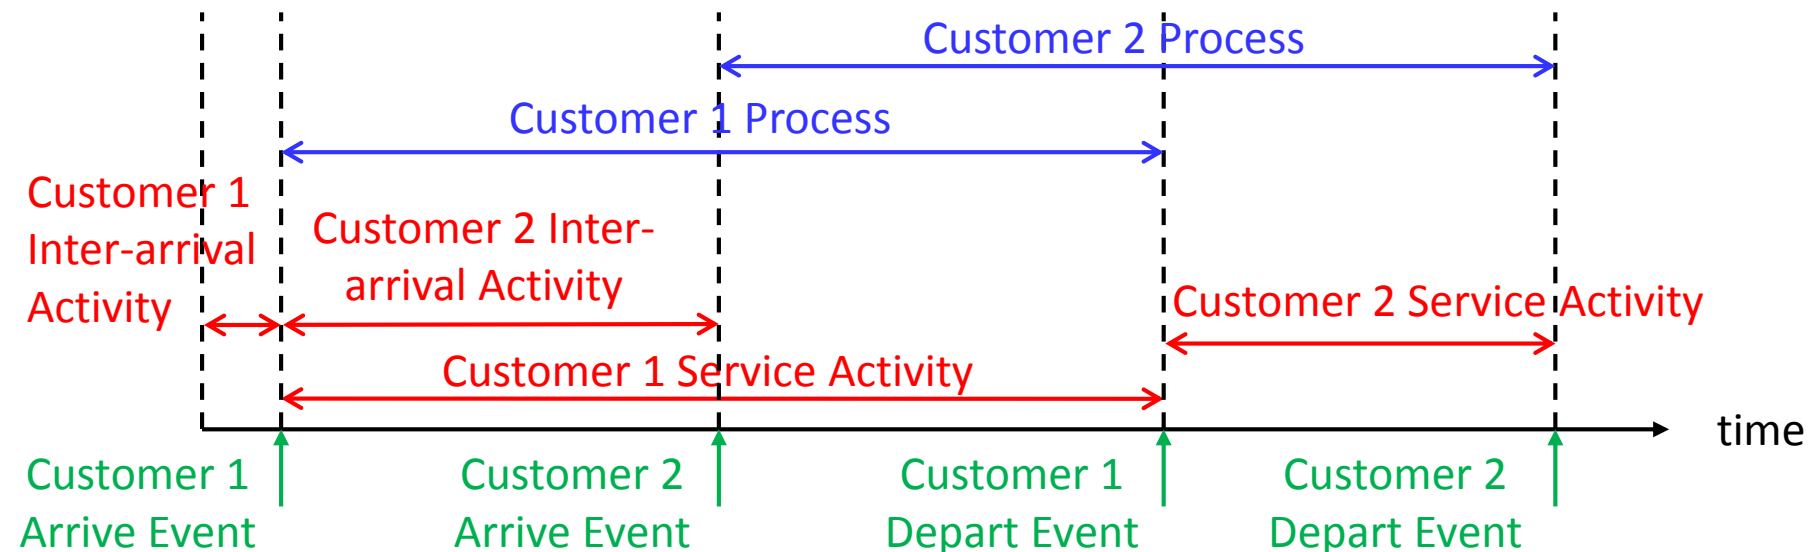 Customer 2 Process
Customer 1 Process
Customer 1
Inter-arrival
Activity
Customer 2 Inter-
arrival Activity
Customer 2 Service Activity
Customer 1 Service Activity
time
Customer 1
Arrive Event
Customer 2
Arrive Event
Customer 1
Depart Event
Customer 2
Depart Event